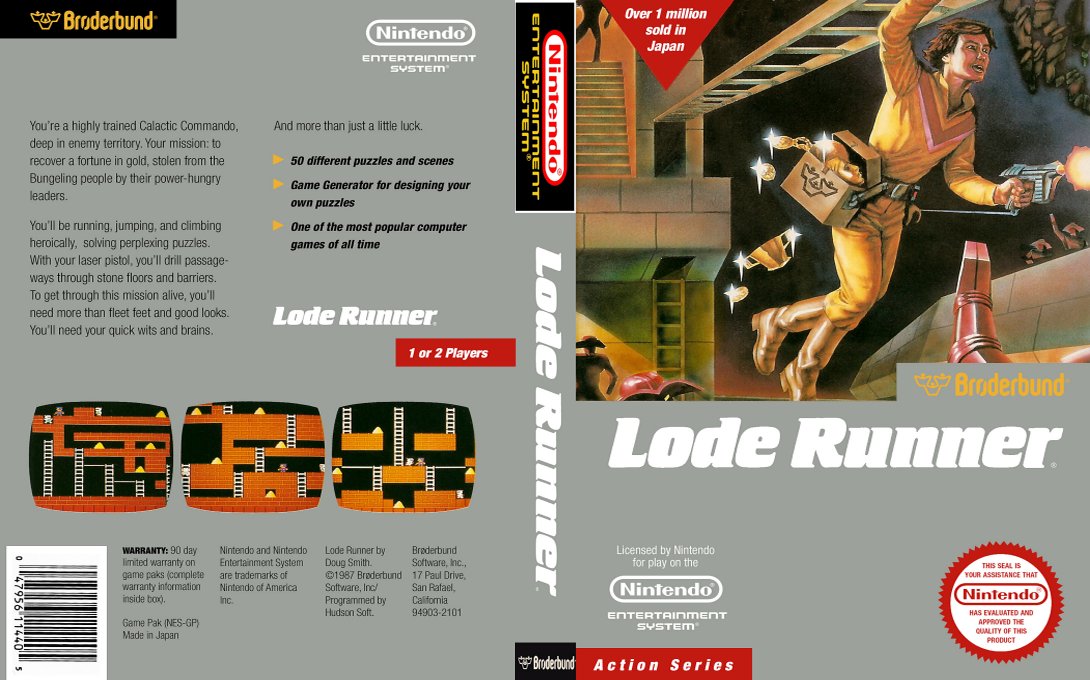 Brøderbund™
Nintendo®
ENTERTAINMENT
SYSTEM®
You're a highly trained Calactic Commando,
deep in enemy territory. Your mission: to
recover a fortune in gold, stolen from the
Bungeling people by their power-hungry
leaders.
You'll be running, jumping, and climbing
heroically, solving perplexing puzzles.
With your laser pistol, you'll drill passage-
ways through stone floors and barriers.
To get through this mission alive, you'll
need more than fleet feet and good looks.
You'll need your quick wits and brains.
And more than just a little luck.
50 different puzzles and scenes
Game Generator for designing your
own puzzles
One of the most popular computer
games of all time
Lode Runner®
1 or 2 Players
0 47956 11440 5
WARRANTY: 90 day
limited warranty on
game paks (complete
warranty information
inside box).
Game Pak (NES-GP)
Made in Japan
Nintendo and Nintendo
Entertainment System
are trademarks of
Nintendo of America
Inc.
Lode Runner by
Doug Smith.
©1987 Brøderbund
Software, Inc/
Programmed by
Hudson Soft.
Brøderbund
Software, Inc.,
17 Paul Drive,
San Rafael,
California
94903-2101
Nintendo®
ENTERTAINMENT
SYSTEM®
Lode Runner®
Brøderbund
Over 1 million
sold in
Japan
Brøderbund™
Lode Runner®
Licensed by Nintendo
for play on the
Nintendo®
ENTERTAINMENT
SYSTEM®
Action Series
THIS SEAL IS
YOUR ASSISTANCE THAT
Nintendo®
HAS EVALUATED AND
APPROVED THE
QUALITY OF THIS
PRODUCT